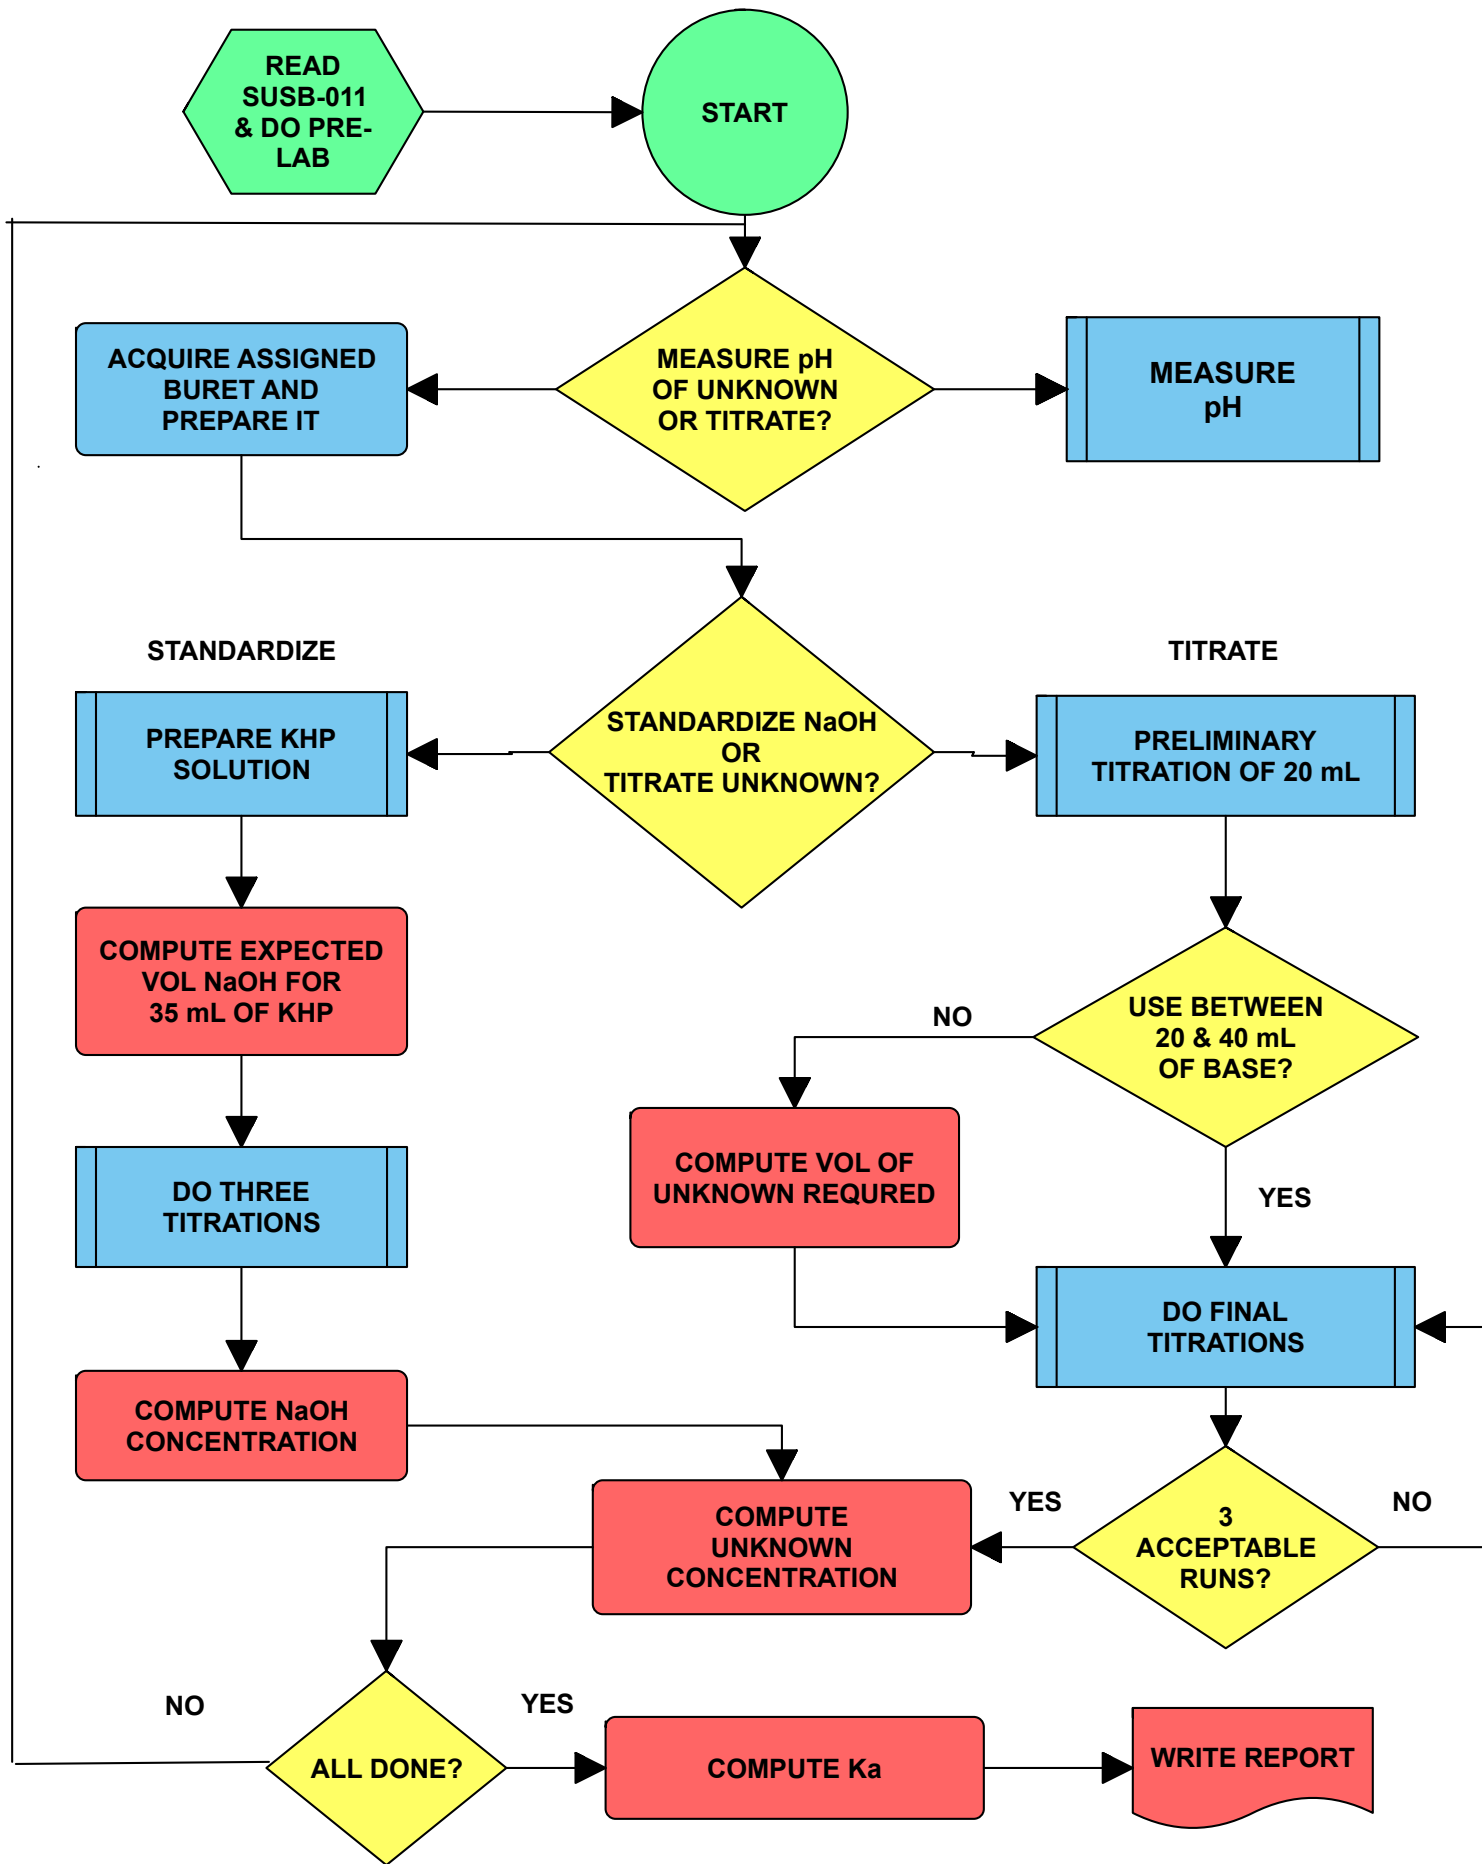 READ
SUSB-011
& DO PRE-
LAB
START
MEASURE pH
OF UNKNOWN
OR TITRATE?
ACQUIRE ASSIGNED
BURET AND
PREPARE IT
MEASURE
pH
STANDARDIZE
TITRATE
STANDARDIZE NaOH
OR
TITRATE UNKNOWN?
PREPARE KHP
SOLUTION
PRELIMINARY
TITRATION OF 20 mL
COMPUTE EXPECTED
VOL NaOH FOR
35 mL OF KHP
NO
USE BETWEEN
20 & 40 mL
OF BASE?
COMPUTE VOL OF
UNKNOWN REQURED
YES
DO THREE
TITRATIONS
DO FINAL
TITRATIONS
COMPUTE NaOH
CONCENTRATION
COMPUTE
UNKNOWN
CONCENTRATION
YES
3
ACCEPTABLE
RUNS?
NO
NO
ALL DONE?
YES
COMPUTE Ka
WRITE REPORT